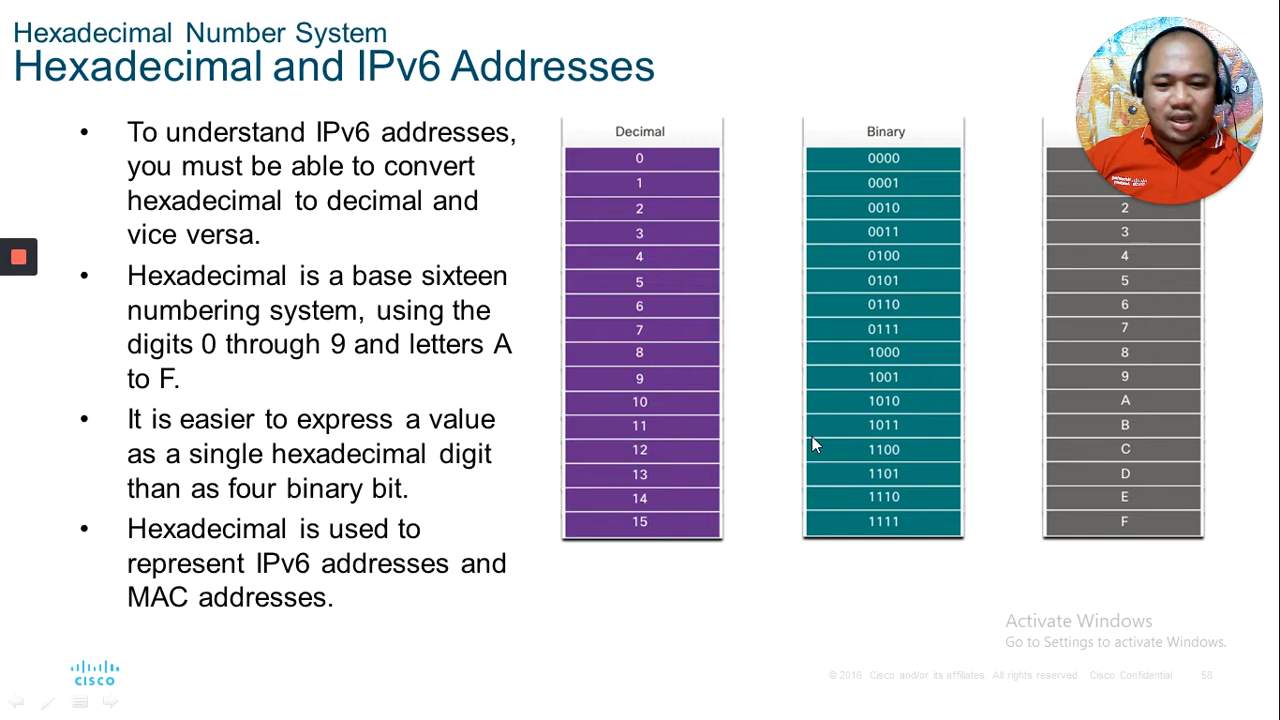 Hexadecimal Number System
Hexadecimal and IPv6 Addresses
• To understand IPv6 addresses,
you must be able to convert
hexadecimal to decimal and
vice versa.
• Hexadecimal is a base sixteen
numbering system, using the
digits 0 through 9 and letters A
to F.
• It is easier to express a value
as a single hexadecimal digit
than as four binary bit.
• Hexadecimal is used to
represent IPv6 addresses and
MAC addresses.
Decimal
0
1
2
3
4
5
6
7
8
9
10
11
12
13
14
15
Binary
0000
0001
0010
0011
0100
0101
0110
0111
1000
1001
1010
1011
1100
1101
1110
1111
2
3
4
5
6
7
8
9
A
B
C
D
E
F
Activate Windows
Go to Settings to activate Windows.
CISCO
© 2016 Cisco and/or its affiliates. All rights reserved. Cisco Confidential 58